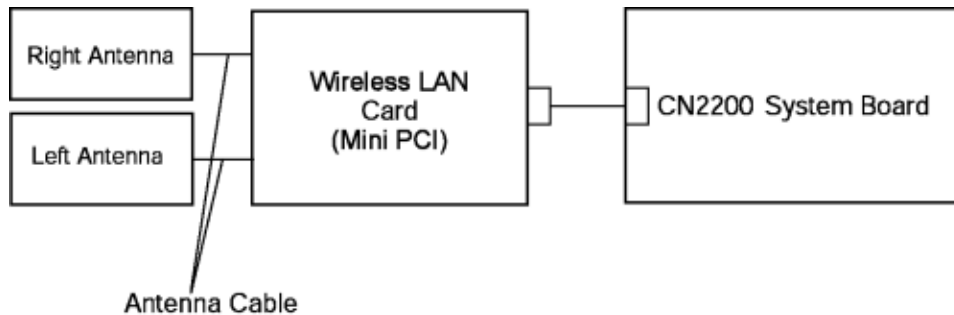 Right Antenna
Left Antenna
Wireless LAN
Card
(Mini PCI)
CN2200 System Board
Antenna Cable